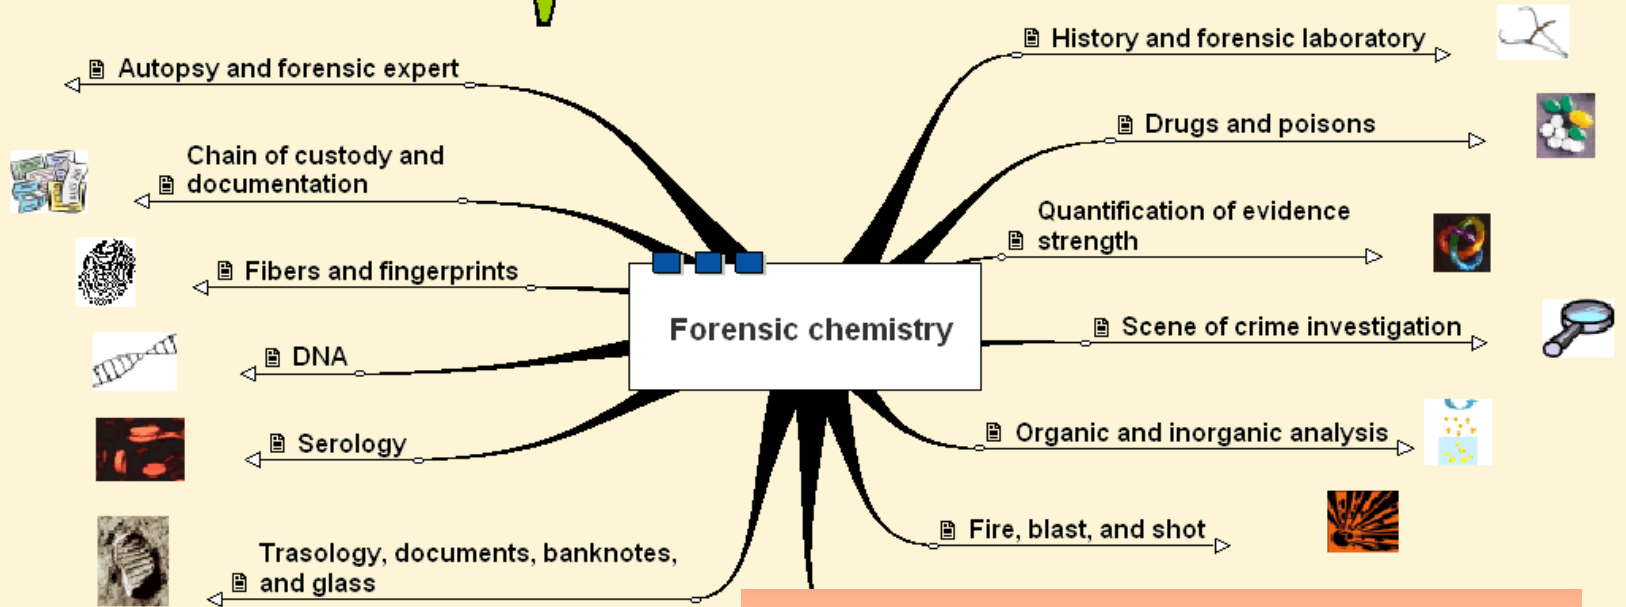 Autopsy and forensic expert
Chain of custody and
documentation
Fibers and fingerprints
DNA
Serology
Trasology, documents, banknotes,
and glass
Forensic chemistry
History and forensic laboratory
Drugs and poisons
Quantification of evidence
strength
Scene of crime investigation
Organic and inorganic analysis
Fire, blast, and shot